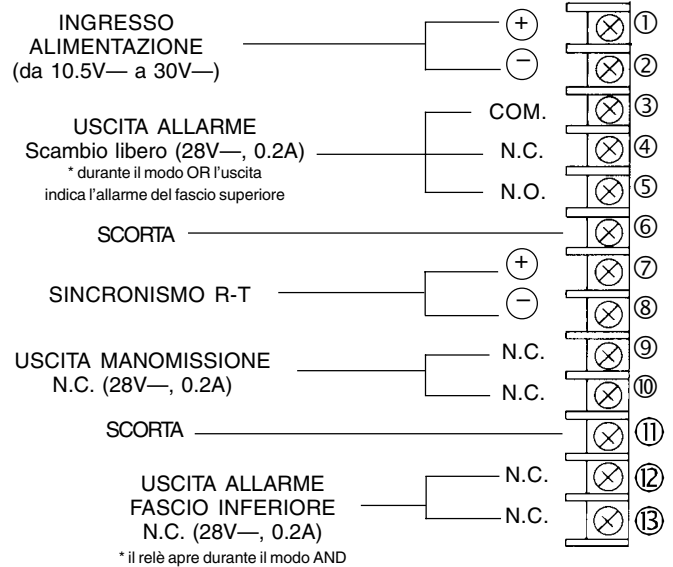 INGRESSO
ALIMENTAZIONE
(da 10.5V— a 30V—)
+
−
①
②
USCITA ALLARME
Scambio libero (28V—, 0.2A)
* durante il modo OR l'uscita
indica l'allarme del fascio superiore
COM.
N.C.
N.O.
③
④
⑤
SCORTA
⑥
SINCRONISMO R-T
+
−
⑦
⑧
USCITA MANOMISSIONE
N.C. (28V—, 0.2A)
N.C.
N.C.
⑨
⑩
SCORTA
⑪
USCITA ALLARME
FASCIO INFERIORE
N.C. (28V—, 0.2A)
* il relè apre durante il modo AND
N.C.
N.C.
⑫
⑬